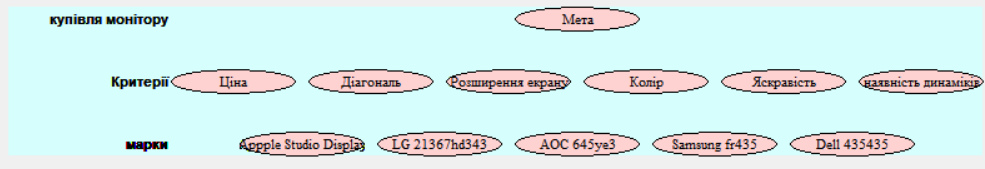 купівля монітору Мета
Критерії Ціна Діагональ Розширення екрану Колір Яскравість наявність динаміків
марки Appple Studio Display LG 21367hd343 AOC 645ye3 Samsung fr435 Dell 435435